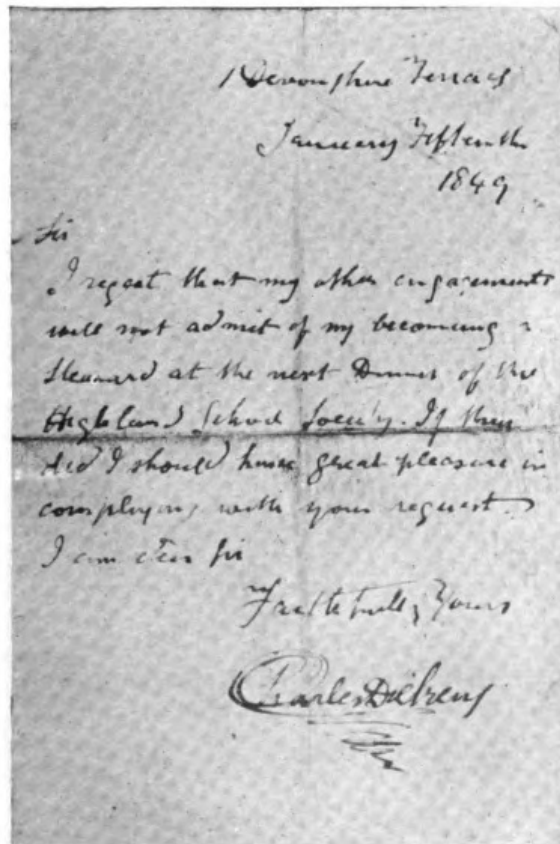 1 Devonshire Terrace
January Fifteenth
1849
Sir
I regret that my other engagements
will not admit of my becoming a
Steward at the next Dinner of the
Highland School Society. If they
did I should have great pleasure in
complying with your request.
I am Dear Sir
Faithfully Yours
Charles Dickens